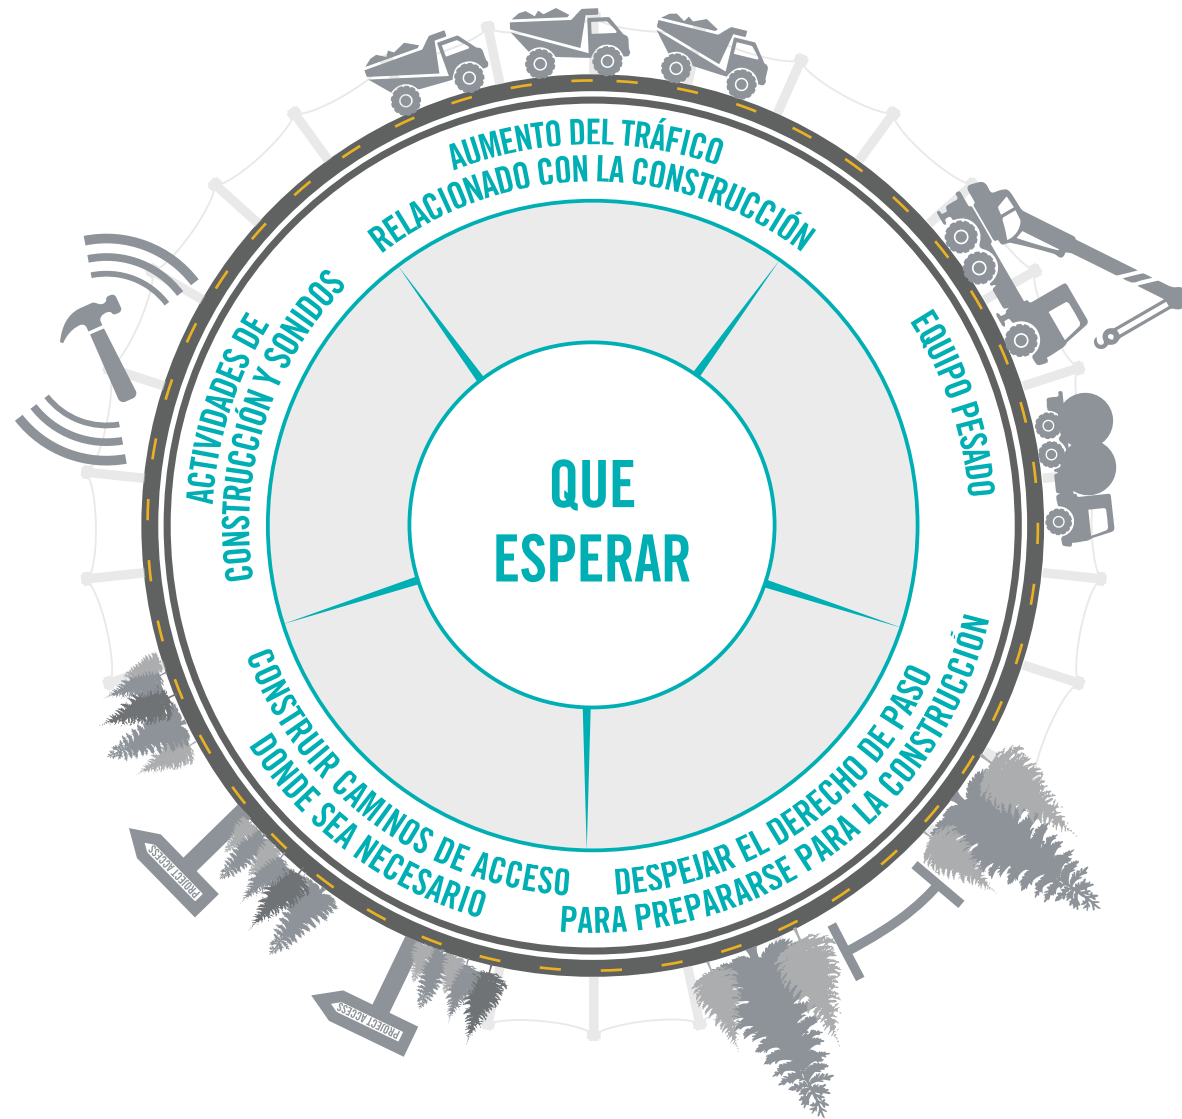 AUMENTO DEL TRÁFICO
RELACIONADO CON LA CONSTRUCCIÓN
EQUIPO PESADO
DESPEJAR EL DERECHO DE PASO
PARA PREPARARSE PARA LA CONSTRUCCIÓN
CONSTRUIR CAMINOS DE ACCESO
DONDE SEA NECESARIO
ACTIVIDADES DE
CONSTRUCCIÓN Y SONIDOS
QUE
ESPERAR
PROJECT ACCESS
PROJECT ACCESS